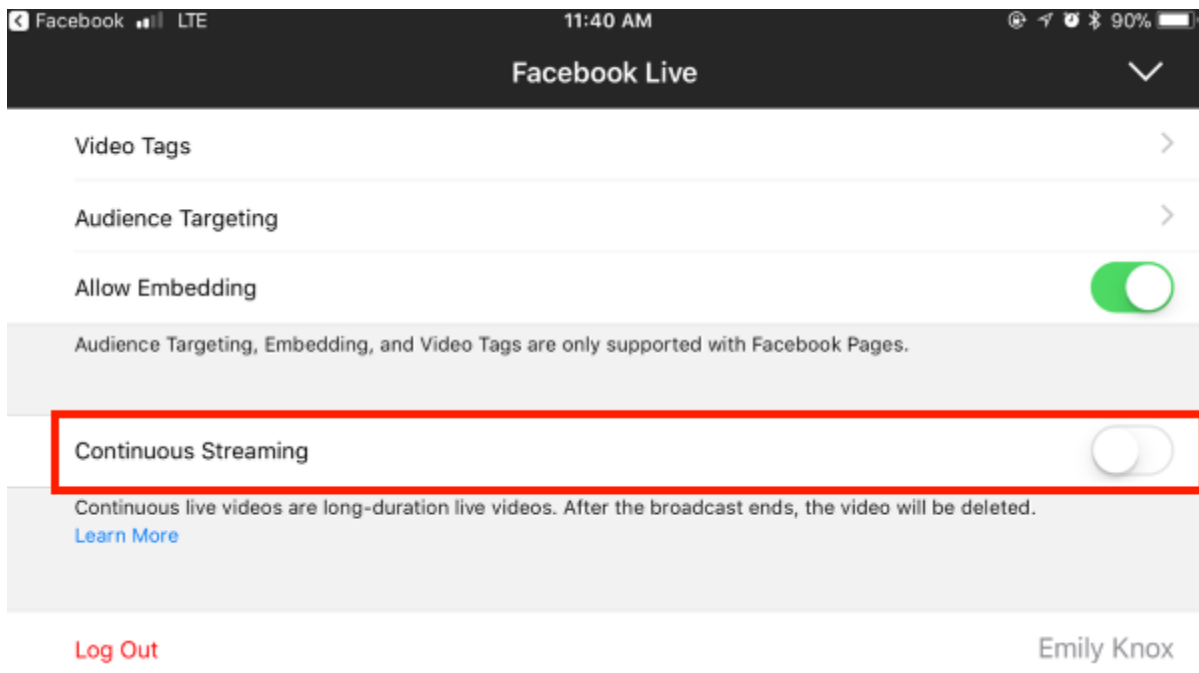 Facebook LTE 11:40 AM 90%
Facebook Live
Video Tags
Audience Targeting
Allow Embedding
Audience Targeting, Embedding, and Video Tags are only supported with Facebook Pages.
Continuous Streaming
Continuous live videos are long-duration live videos. After the broadcast ends, the video will be deleted.
Learn More
Log Out Emily Knox